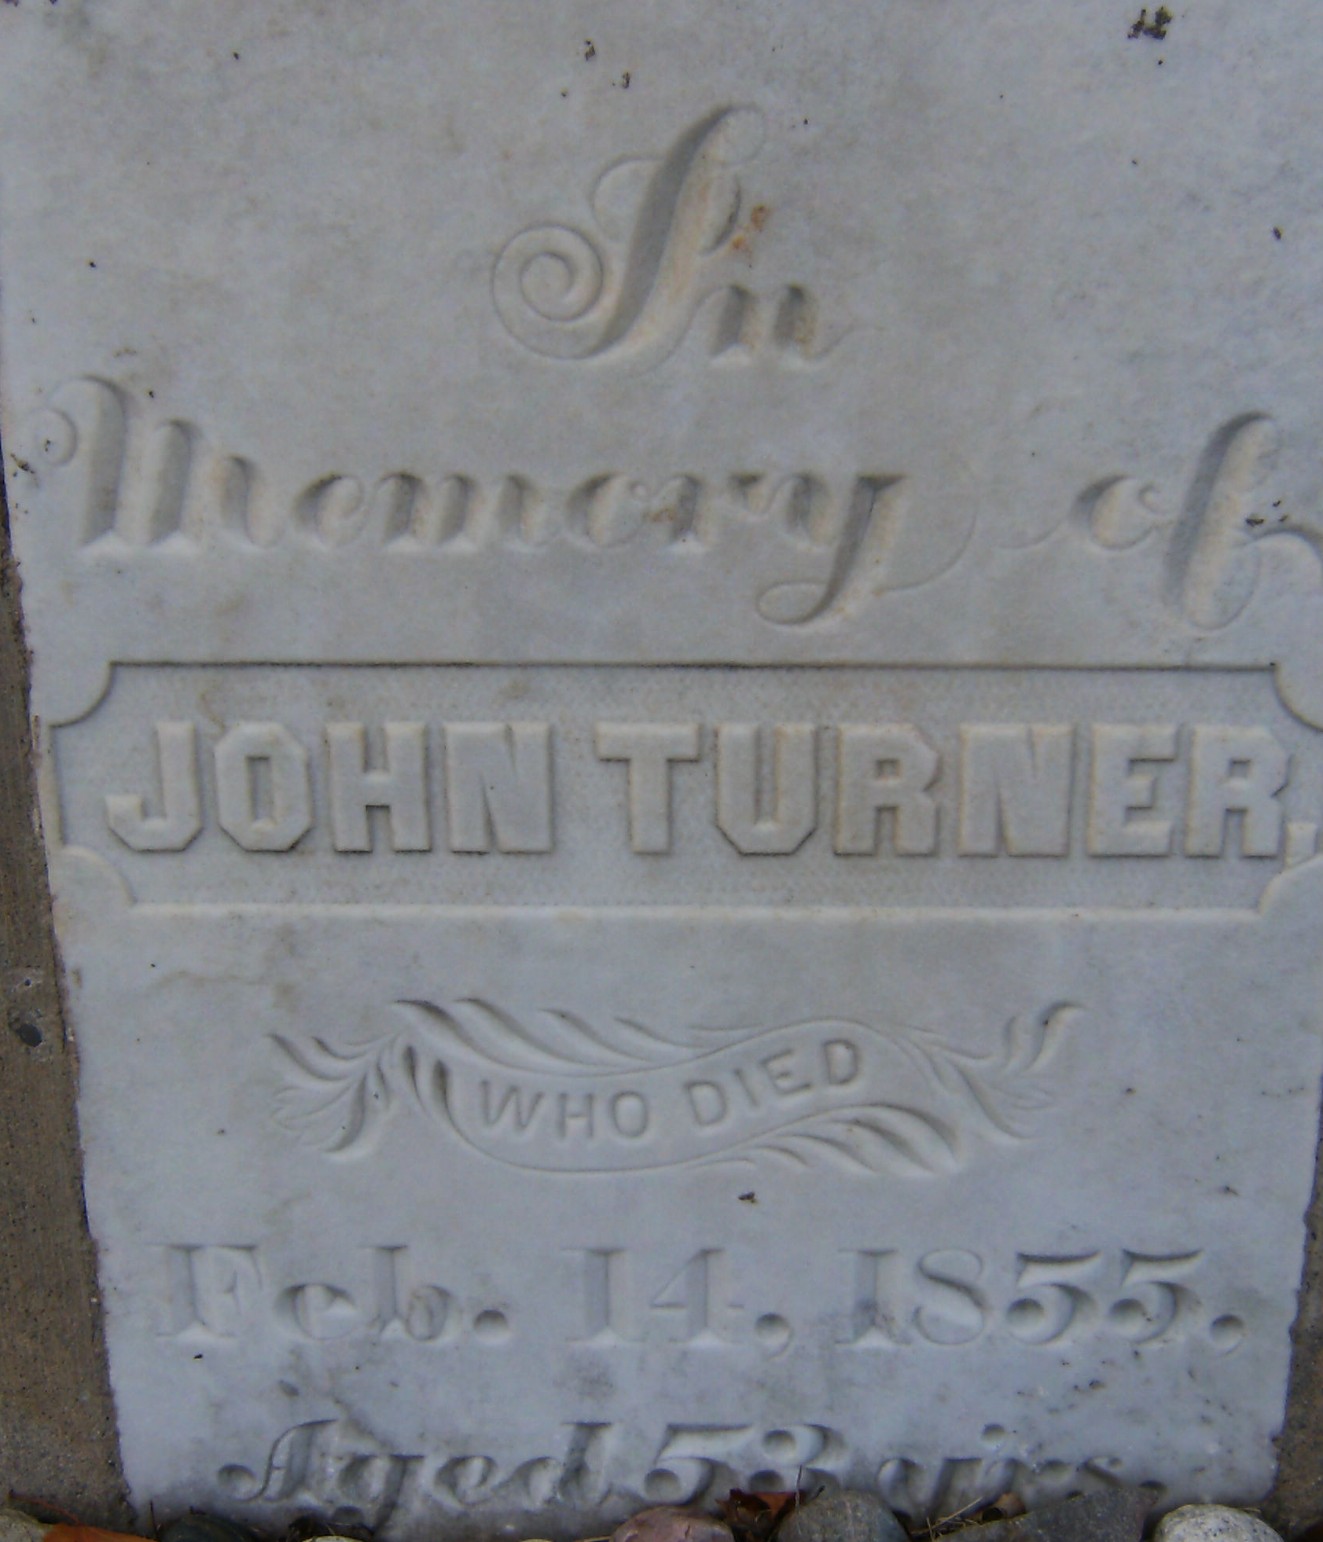 In
Memory of
JOHN TURNER,
WHO DIED
Feb. 14, 1855.
Aged 53 yrs.